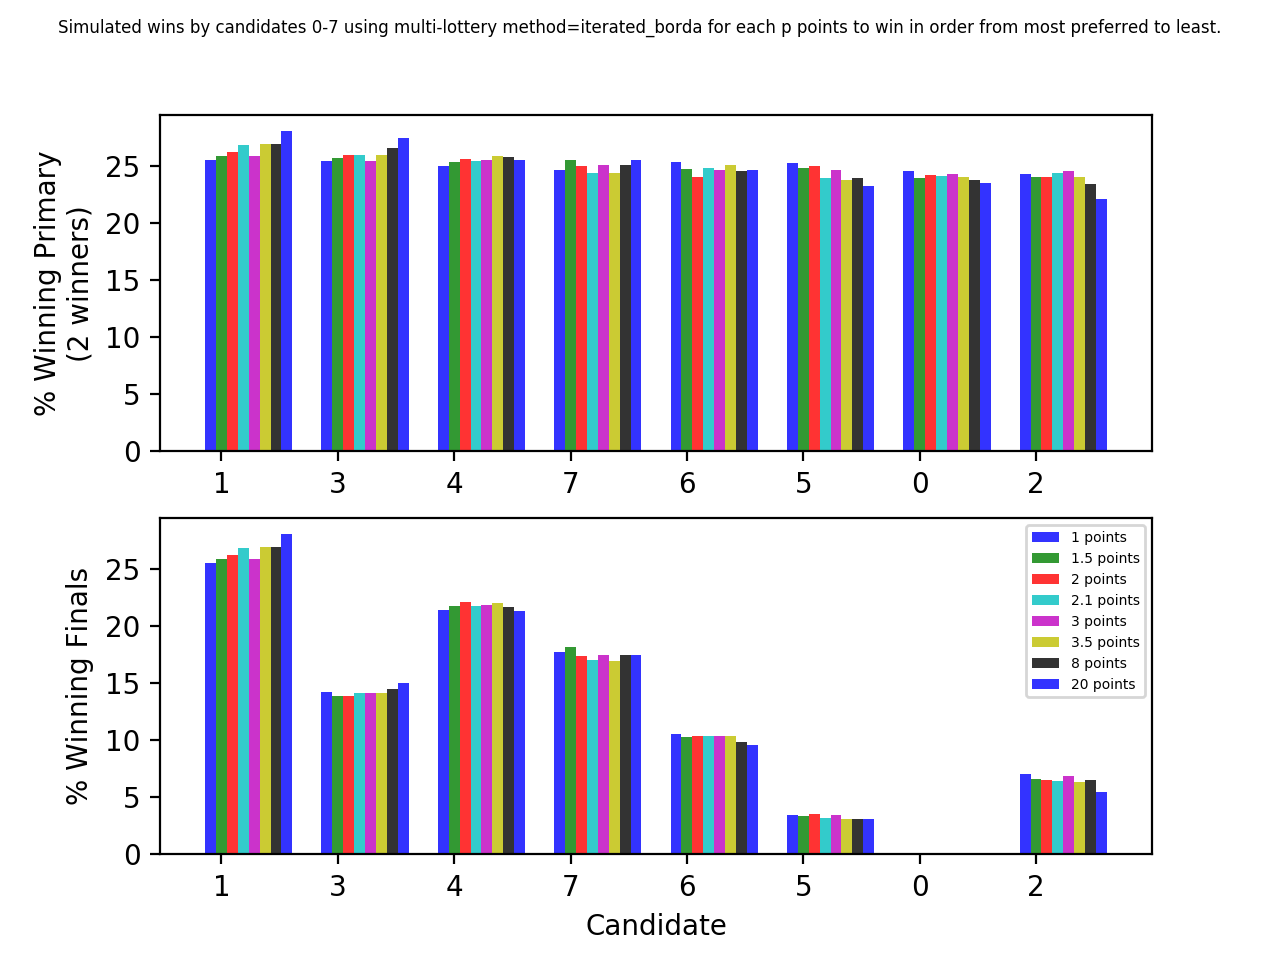 Simulated wins by candidates 0-7 using multi-lottery method=iterated_borda for each p points to win in order from most preferred to least.
% Winning Primary
(2 winners)
25
20
15
10
5
0
1 3 4 7 6 5 0 2
% Winning Finals
25
20
15
10
5
0
1 points
1.5 points
2 points
2.1 points
3 points
3.5 points
8 points
20 points
1 3 4 7 6 5 0 2
Candidate